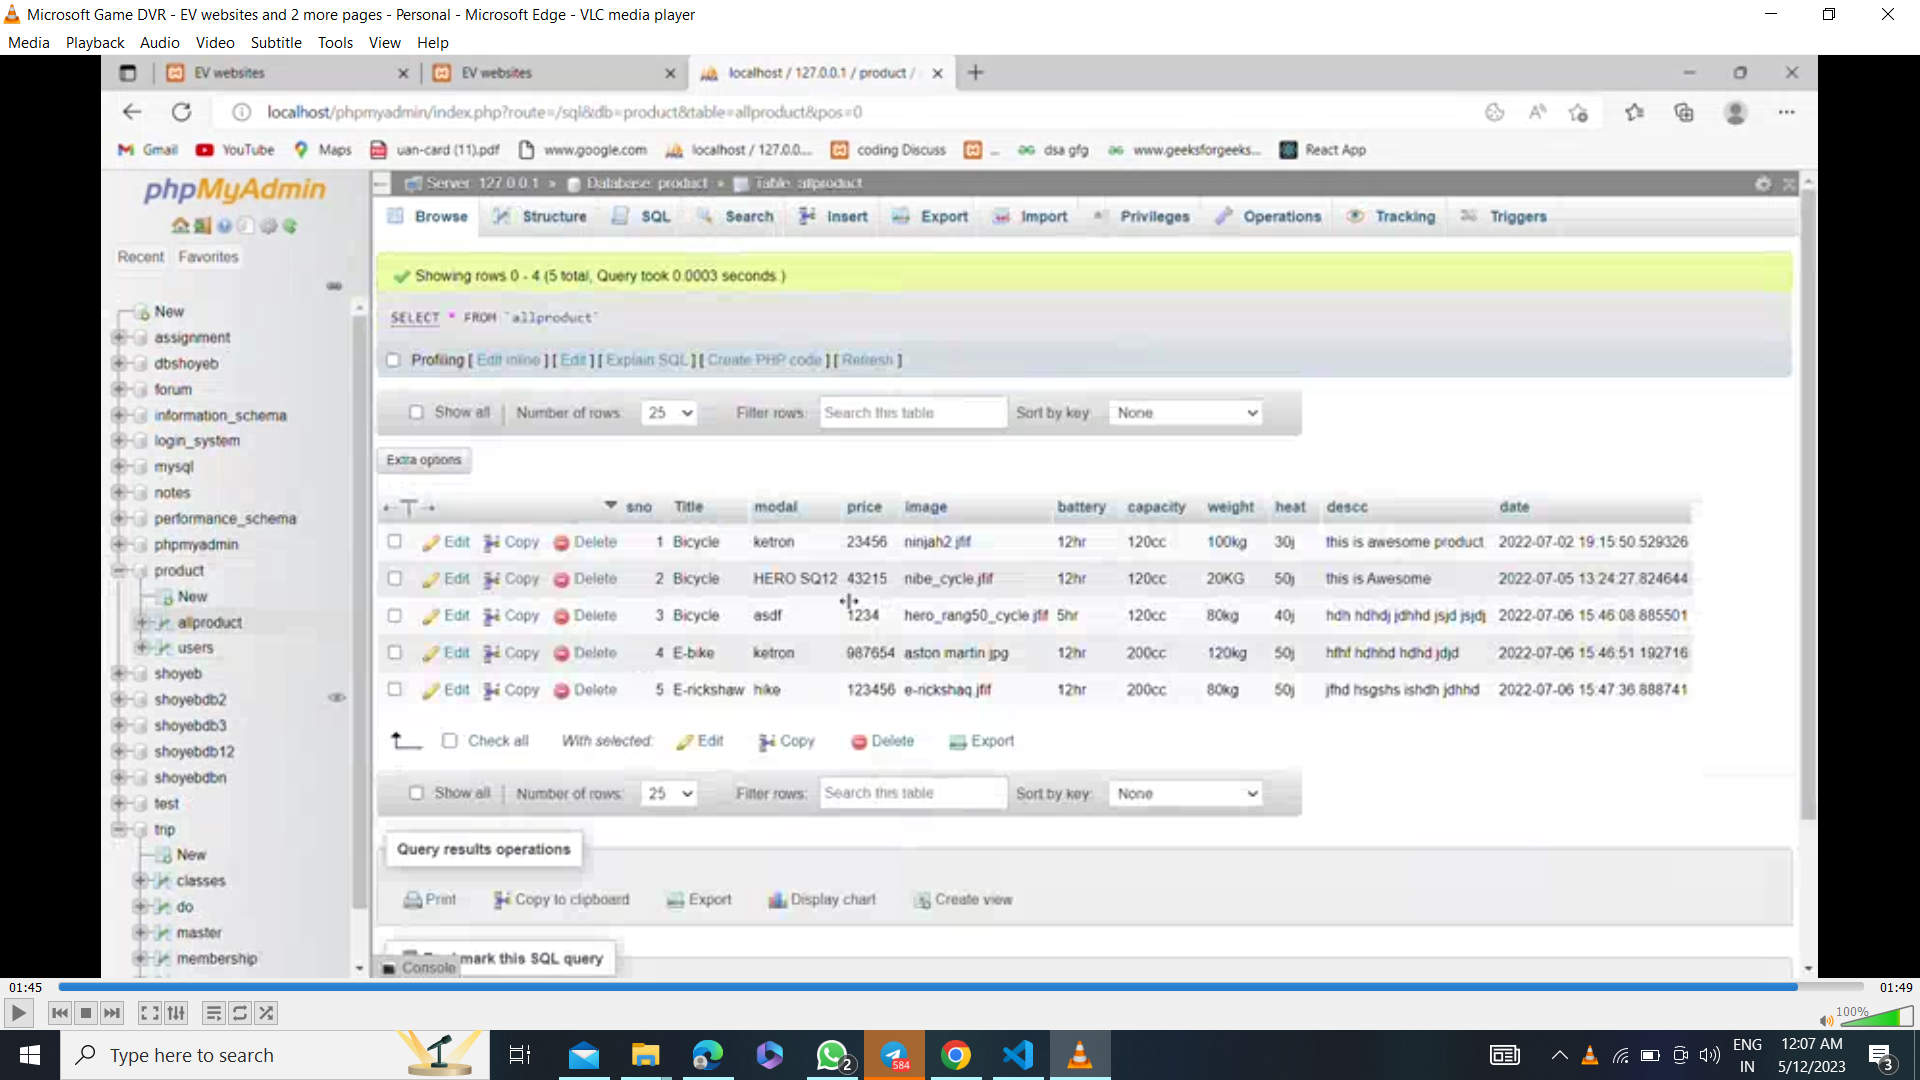 Microsoft Game DVR - EV websites and 2 more pages - Personal - Microsoft Edge - VLC media player
Media Playback Audio Video Subtitle Tools View Help
EV websites
EV websites
localhost / 127.0.0.1 / product /
localhost/phpmyadmin/index.php?route=/sql&db=product&table=allproduct&pos=0
Gmail YouTube Maps uan-card (11).pdf www.google.com localhost / 127.0.0.... coding Discuss ... dsa gfg www.geeksforgeeks... React App
phpMyAdmin
Recent Favorites
New
assignment
dbshoyeb
forum
information_schema
login_system
mysql
notes
performance_schema
phpmyadmin
product
New
allproduct
users
shoyeb
shoyebdb2
shoyebdb3
shoyebdb12
shoyebdbn
test
trip
New
classes
do
master
membership
Server: 127.0.0.1 » Database: product » Table: allproduct
Browse Structure SQL Search Insert Export Import Privileges Operations Tracking Triggers
Showing rows 0 - 4 (5 total, Query took 0.0003 seconds.)
SELECT * FROM `allproduct`
Profiling [ Edit inline ] [ Edit ] [ Explain SQL ] [ Create PHP code ] [ Refresh ]
Show all Number of rows: 25 Filter rows: Search this table Sort by key: None
Extra options
sno Title modal price image battery capacity weight heat descc date
Edit Copy Delete 1 Bicycle ketron 23456 ninjah2.jfif 12hr 120cc 100kg 30j this is awesome product 2022-07-02 19:15:50.529326
Edit Copy Delete 2 Bicycle HERO SQ12 43215 nibe_cycle.jfif 12hr 120cc 20KG 50j this is Awesome 2022-07-05 13:24:27.824644
Edit Copy Delete 3 Bicycle asdf 1234 hero_rang50_cycle.jfif 5hr 120cc 80kg 40j hdh hdhdj jdhhd jsjd jsjdj 2022-07-06 15:46:08.885501
Edit Copy Delete 4 E-bike ketron 987654 aston martin.jpg 12hr 200cc 120kg 50j hfhf hdhhd hdhd jdjd 2022-07-06 15:46:51.192716
Edit Copy Delete 5 E-rickshaw hike 123456 e-rickshaq.jfif 12hr 200cc 80kg 50j jfhd hsgshs ishdh jdhhd 2022-07-06 15:47:36.888741
Check all With selected: Edit Copy Delete Export
Show all Number of rows: 25 Filter rows: Search this table Sort by key: None
Query results operations
Print Copy to clipboard Export Display chart Create view
mark this SQL query
Console
01:45 01:49
100%
Type here to search
2
584
ENG
IN
12:07 AM
5/12/2023
3